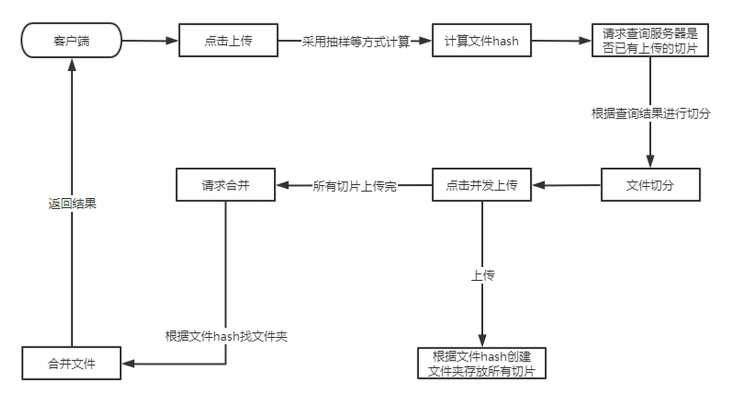 客户端
点击上传
采用抽样等方式计算
计算文件hash
请求查询服务器是
否已有上传的切片
根据查询结果进行切分
请求合并
所有切片上传完
点击并发上传
文件切分
返回结果
上传
根据文件hash找文件夹
合并文件
根据文件hash创建
文件夹存放所有切片